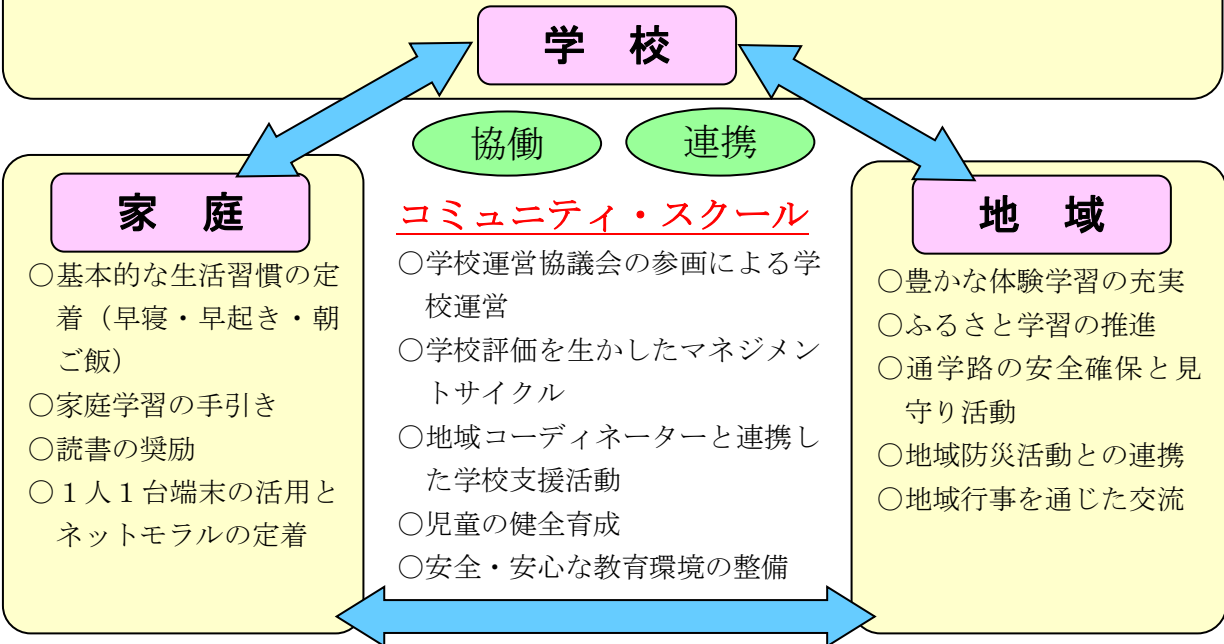 学　校
協働
連携
家　庭
○基本的な生活習慣の定
着（早寝・早起き・朝
ご飯）
○家庭学習の手引き
○読書の奨励
○１人１台端末の活用と
ネットモラルの定着
コミュニティ・スクール
○学校運営協議会の参画による学
校運営
○学校評価を生かしたマネジメン
トサイクル
○地域コーディネーターと連携し
た学校支援活動
○児童の健全育成
○安全・安心な教育環境の整備
地　域
○豊かな体験学習の充実
○ふるさと学習の推進
○通学路の安全確保と見
守り活動
○地域防災活動との連携
○地域行事を通じた交流